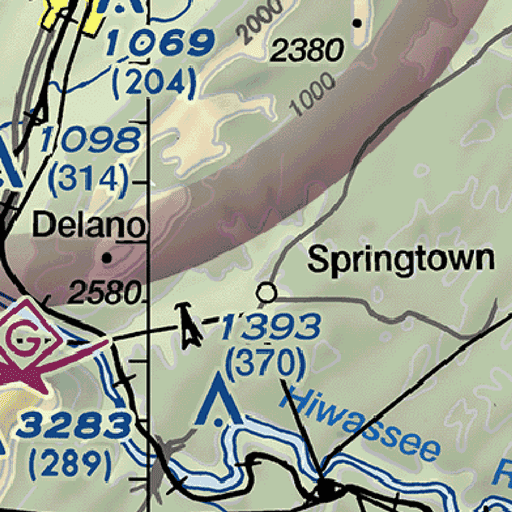 1069
(204)
2000
2380
1000
1098
(314)
Delano
Springtown
2580
1393
(370)
G
Hiwassee
3283
(289)
R